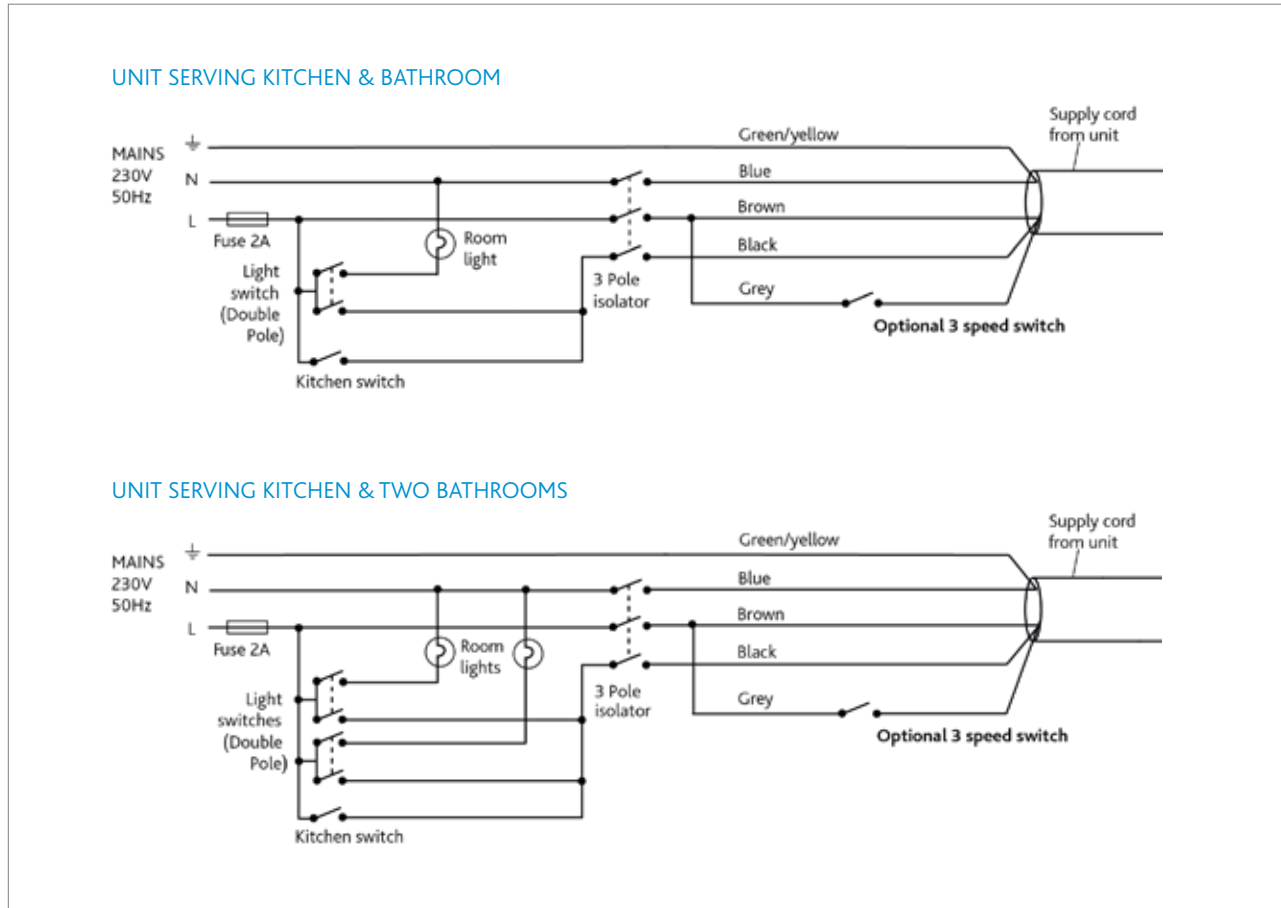 UNIT SERVING KITCHEN & BATHROOM
Supply cord
from unit
Green/yellow
MAINS
230V
50Hz
N
Blue
L
Brown
Fuse 2A
Room
light
Black
Light
switch
(Double
Pole)
3 Pole
isolator
Grey
Optional 3 speed switch
Kitchen switch
UNIT SERVING KITCHEN & TWO BATHROOMS
Supply cord
from unit
Green/yellow
MAINS
230V
50Hz
N
Blue
L
Brown
Fuse 2A
Room
lights
Black
Light
switches
(Double
Pole)
3 Pole
isolator
Grey
Optional 3 speed switch
Kitchen switch